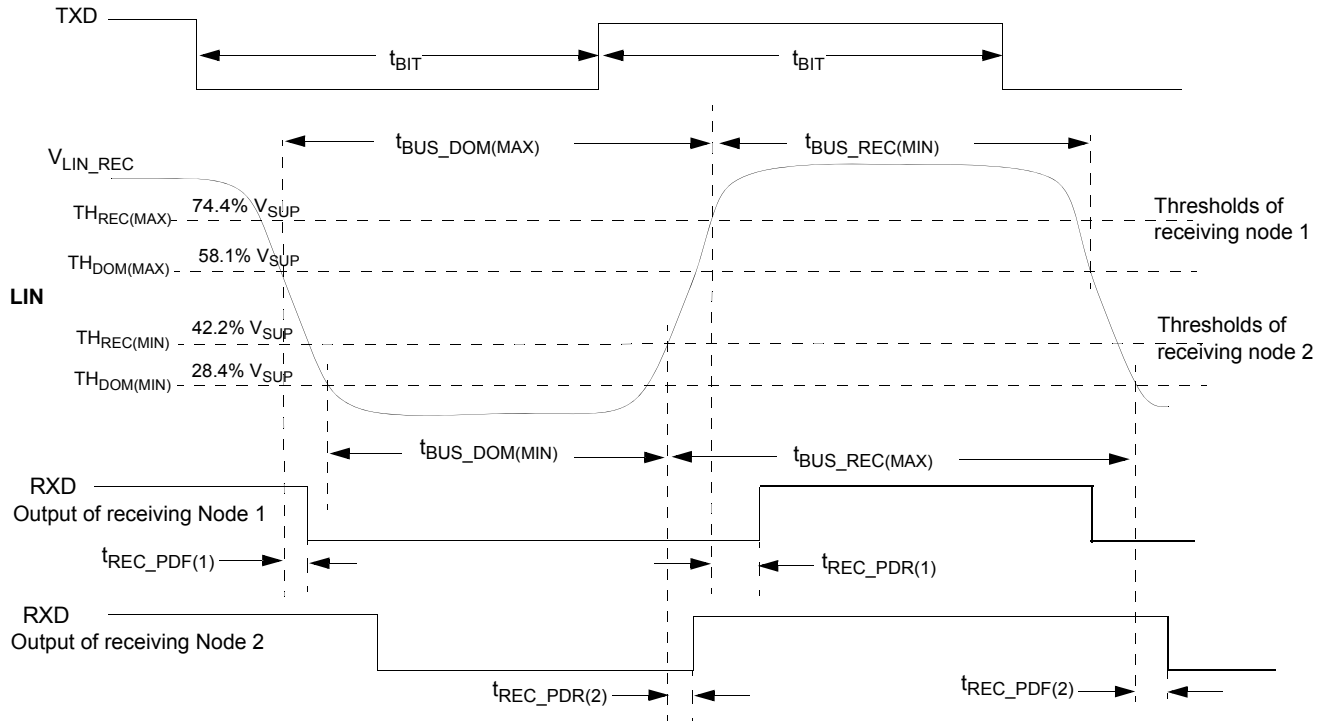 TXD
tBIT
tBIT
tBUS_DOM(MAX)
tBUS_REC(MIN)
VLIN_REC
THREC(MAX) 74.4% VSUP
Thresholds of
receiving node 1
THDOM(MAX) 58.1% VSUP
LIN
THREC(MIN) 42.2% VSUP
Thresholds of
receiving node 2
THDOM(MIN) 28.4% VSUP
tBUS_DOM(MIN)
tBUS_REC(MAX)
RXD
Output of receiving Node 1
tREC_PDF(1)
tREC_PDR(1)
RXD
Output of receiving Node 2
tREC_PDR(2)
tREC_PDF(2)